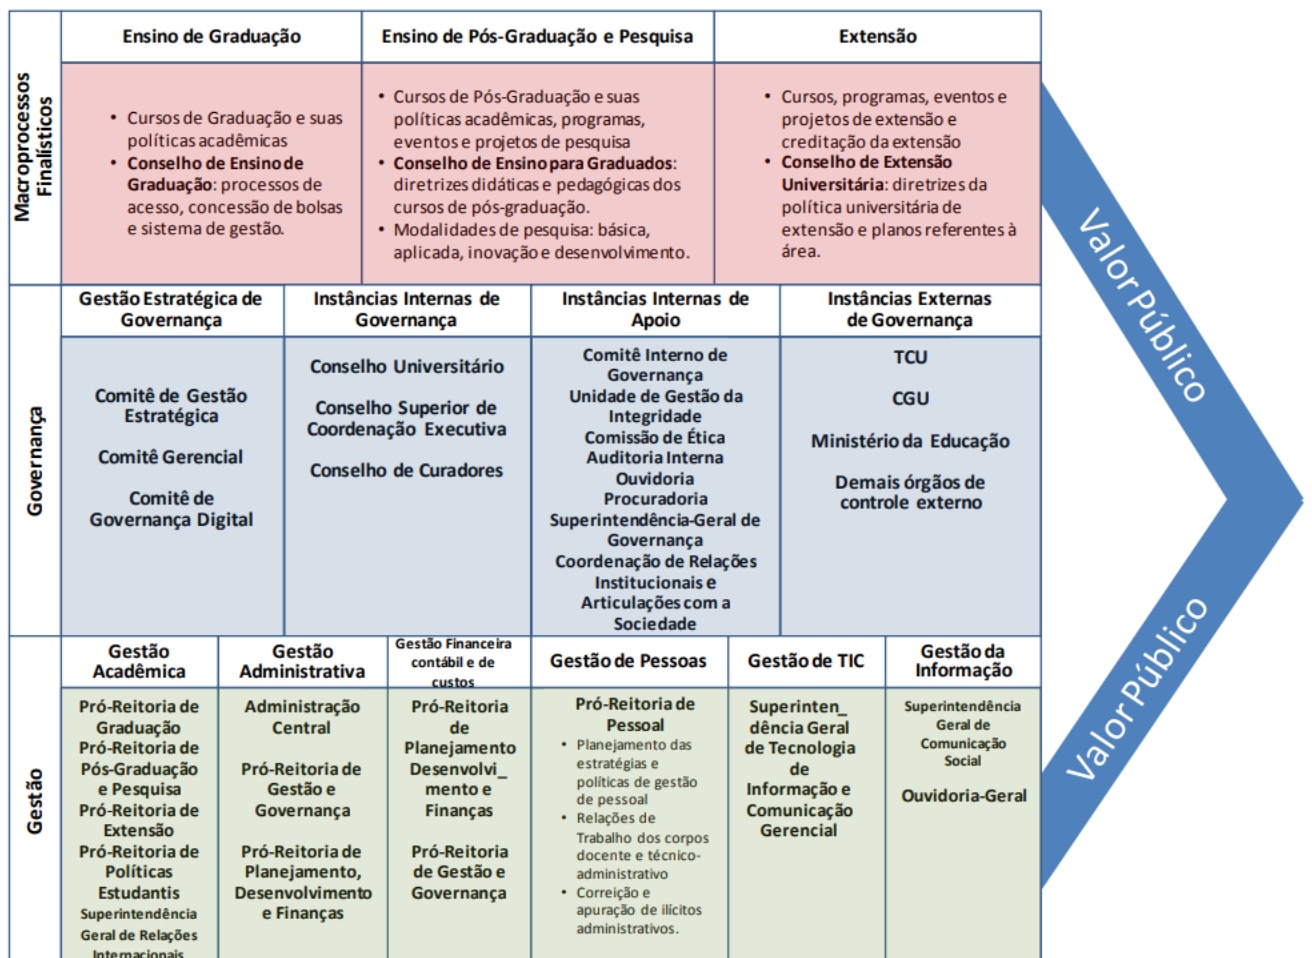 Macroprocessos
Finalísticos
Ensino de Graduação
• Cursos de Graduação e suas
políticas acadêmicas
• Conselho de Ensino de
Graduação: processos de
acesso, concessão de bolsas
e sistema de gestão.
Ensino de Pós-Graduação e Pesquisa
• Cursos de Pós-Graduação e suas
políticas acadêmicas, programas,
eventos e projetos de pesquisa
• Conselho de Ensino para Graduados:
diretrizes didáticas e pedagógicas dos
cursos de pós-graduação.
• Modalidades de pesquisa: básica,
aplicada, inovação e desenvolvimento.
Extensão
• Cursos, programas, eventos e
projetos de extensão e
creditação da extensão
• Conselho de Extensão
Universitária: diretrizes da
política universitária de
extensão e planos referentes à
área.
Governança
Gestão Estratégica de
Governança
Comitê de Gestão
Estratégica
Comitê Gerencial
Comitê de
Governança Digital
Instâncias Internas de
Governança
Conselho Universitário
Conselho Superior de
Coordenação Executiva
Conselho de Curadores
Instâncias Internas de
Apoio
Comitê Interno de
Governança
Unidade de Gestão da
Integridade
Comissão de Ética
Auditoria Interna
Ouvidoria
Procuradoria
Superintendência-Geral de
Governança
Coordenação de Relações
Institucionais e
Articulações com a
Sociedade
Instâncias Externas
de Governança
TCU
CGU
Ministério da Educação
Demais órgãos de
controle externo
Gestão
Gestão
Acadêmica
Pró-Reitoria de
Graduação
Pró-Reitoria de
Pós-Graduação
e Pesquisa
Pró-Reitoria de
Extensão
Pró-Reitoria de
Políticas
Estudantis
Superintendência
Geral de Relações
Internacionais
Gestão
Administrativa
Administração
Central
Pró-Reitoria de
Gestão e
Governança
Pró-Reitoria de
Planejamento,
Desenvolvimento
e Finanças
Gestão Financeira
contábil e de
custos
Pró-Reitoria
de
Planejamento
Desenvolvi_
mento e
Finanças
Pró-Reitoria
de Gestão e
Governança
Gestão de Pessoas
Pró-Reitoria de
Pessoal
• Planejamento das
estratégias e
políticas de gestão
de pessoal
• Relações de
Trabalho dos corpos
docente e técnico-
administrativo
• Correição e
apuração de ilícitos
administrativos.
Gestão de TIC
Superinten_
dência Geral
de Tecnologia
de
Informação e
Comunicação
Gerencial
Gestão da
Informação
Superintendência
Geral de
Comunicação
Social
Ouvidoria-Geral
Valor Público
Valor Público